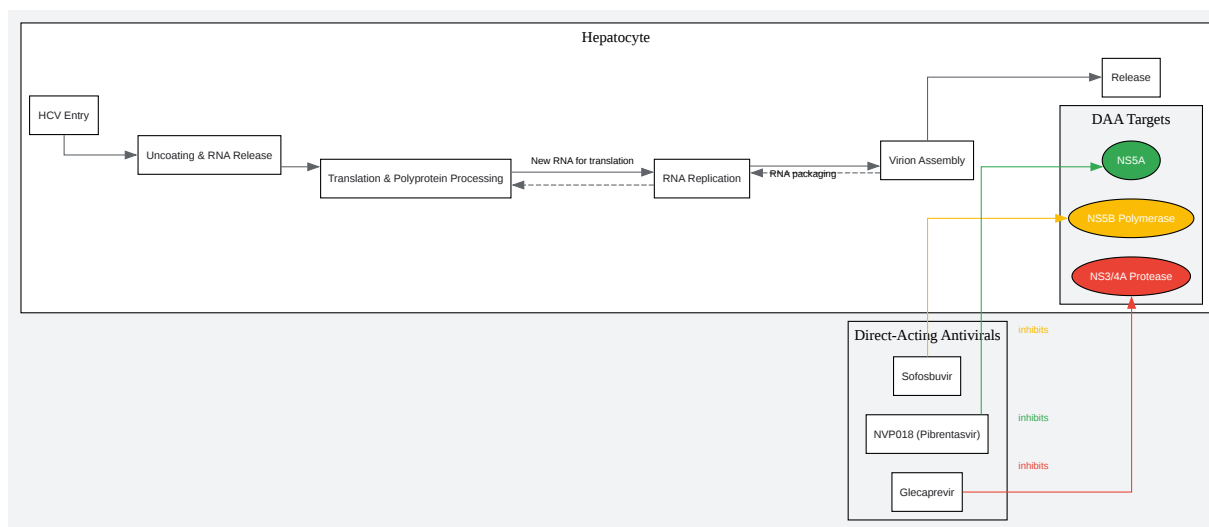 Hepatocyte
HCV Entry
Uncoating & RNA Release
Translation & Polyprotein Processing
New RNA for translation
RNA Replication
RNA packaging
Virion Assembly
Release
DAA Targets
NS5A
NS5B Polymerase
NS3/4A Protease
Direct-Acting Antivirals
Sofosbuvir
NVP018 (Pibrentasvir)
Glecaprevir
inhibits
inhibits
inhibits